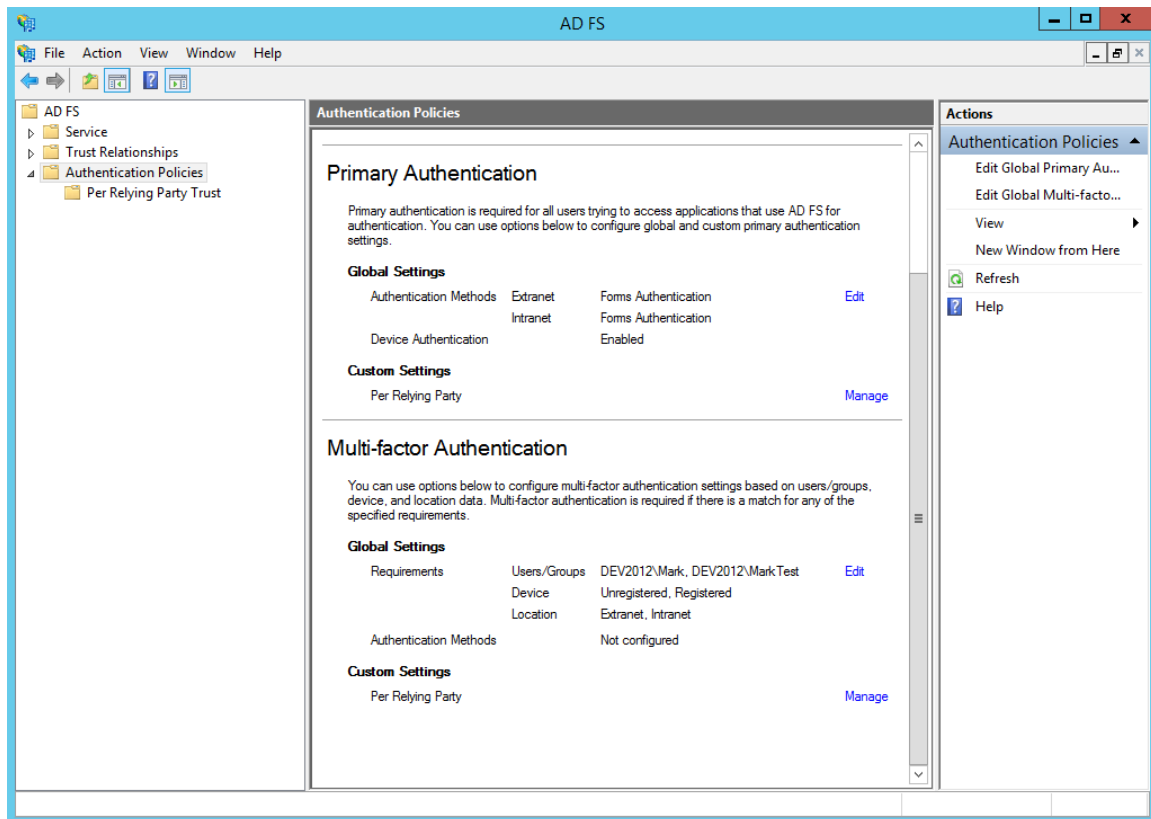 AD FS
File Action View Window Help
AD FS
Service
Trust Relationships
Authentication Policies
Per Relying Party Trust
Authentication Policies
Primary Authentication
Primary authentication is required for all users trying to access applications that use AD FS for
authentication. You can use options below to configure global and custom primary authentication
settings.
Global Settings
Authentication Methods Extranet Forms Authentication Edit
Intranet Forms Authentication
Device Authentication Enabled
Custom Settings
Per Relying Party Manage
Multi-factor Authentication
You can use options below to configure multi-factor authentication settings based on users/groups,
device, and location data. Multi-factor authentication is required if there is a match for any of the
specified requirements.
Global Settings
Requirements Users/Groups DEV2012\Mark, DEV2012\MarkTest Edit
Device Unregistered, Registered
Location Extranet, Intranet
Authentication Methods Not configured
Custom Settings
Per Relying Party Manage
Actions
Authentication Policies
Edit Global Primary Au...
Edit Global Multi-facto...
View
New Window from Here
Refresh
Help